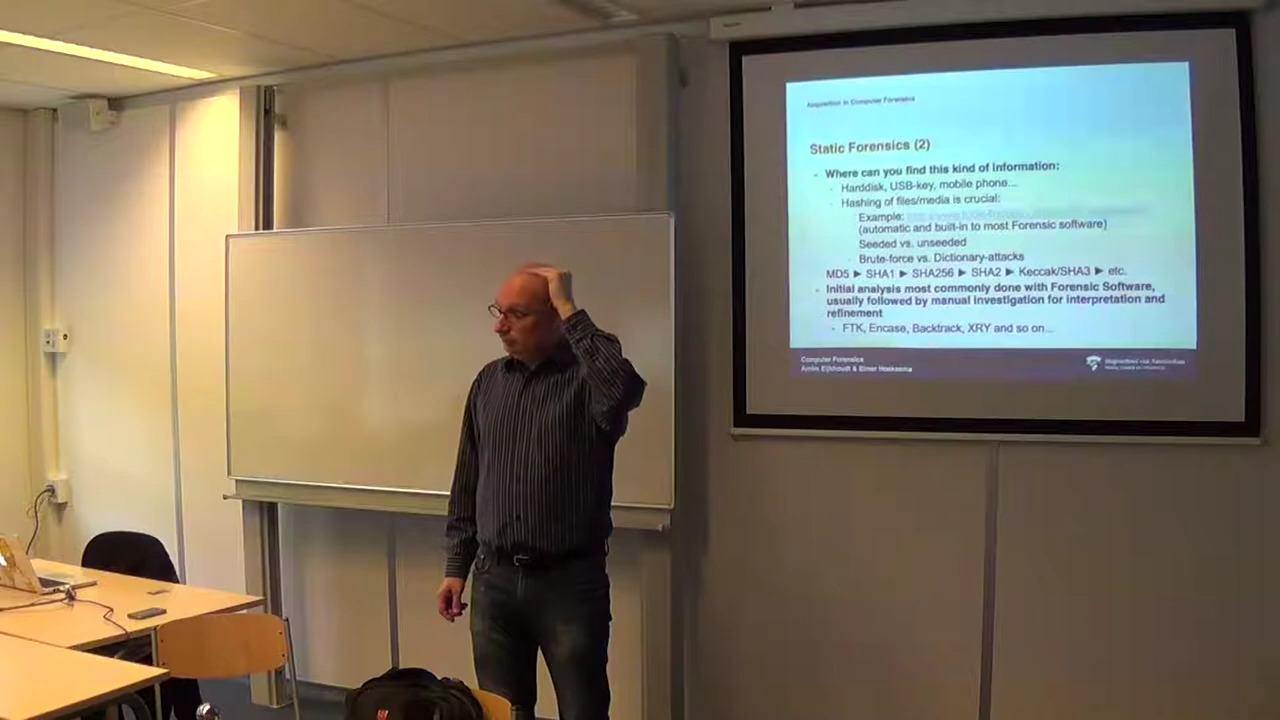 Acquisition in Computer Forensics
Static Forensics (2)
- Where can you find this kind of information:
- Harddisk, USB-key, mobile phone...
- Hashing of files/media is crucial:
Example:
(automatic and built-in to most Forensic software)
Seeded vs. unseeded
- Brute-force vs. Dictionary-attacks
MD5 ► SHA1 ► SHA256 ► SHA2 ► Keccak/SHA3 ► etc.
- Initial analysis most commonly done with Forensic Software,
usually followed by manual investigation for interpretation and
refinement
- FTK, Encase, Backtrack, XRY and so on...
Computer Forensics
Arnim Eijkhoudt & Elmer Hoeksema